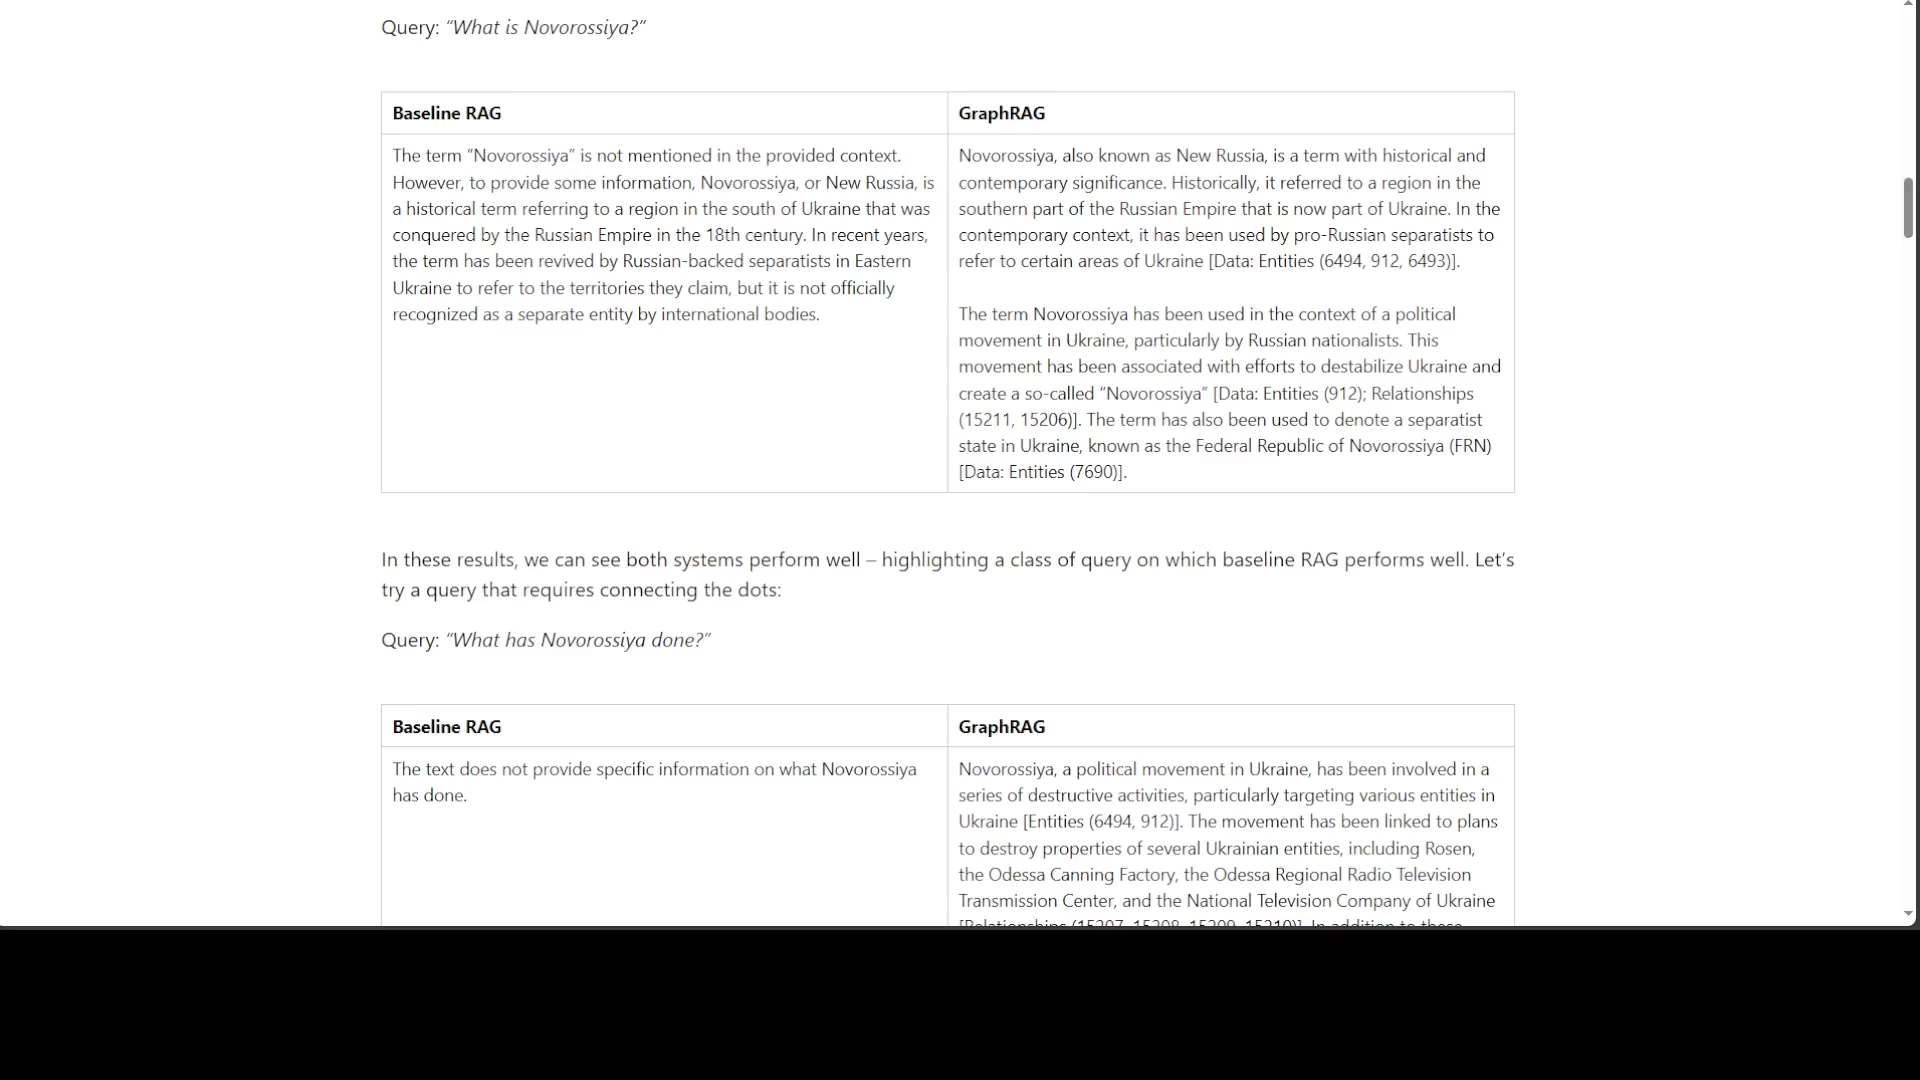 Query: “What is Novorossiya?”
Baseline RAG
The term “Novorossiya” is not mentioned in the provided context.
However, to provide some information, Novorossiya, or New Russia, is
a historical term referring to a region in the south of Ukraine that was
conquered by the Russian Empire in the 18th century. In recent years,
the term has been revived by Russian-backed separatists in Eastern
Ukraine to refer to the territories they claim, but it is not officially
recognized as a separate entity by international bodies.
GraphRAG
Novorossiya, also known as New Russia, is a term with historical and
contemporary significance. Historically, it referred to a region in the
southern part of the Russian Empire that is now part of Ukraine. In the
contemporary context, it has been used by pro-Russian separatists to
refer to certain areas of Ukraine [Data: Entities (6494, 912, 6493)].
The term Novorossiya has been used in the context of a political
movement in Ukraine, particularly by Russian nationalists. This
movement has been associated with efforts to destabilize Ukraine and
create a so-called “Novorossiya” [Data: Entities (912); Relationships
(15211, 15206)]. The term has also been used to denote a separatist
state in Ukraine, known as the Federal Republic of Novorossiya (FRN)
[Data: Entities (7690)].
In these results, we can see both systems perform well – highlighting a class of query on which baseline RAG performs well. Let’s
try a query that requires connecting the dots:
Query: “What has Novorossiya done?”
Baseline RAG
The text does not provide specific information on what Novorossiya
has done.
GraphRAG
Novorossiya, a political movement in Ukraine, has been involved in a
series of destructive activities, particularly targeting various entities in
Ukraine [Entities (6494, 912)]. The movement has been linked to plans
to destroy properties of several Ukrainian entities, including Rosen,
the Odessa Canning Factory, the Odessa Regional Radio Television
Transmission Center, and the National Television Company of Ukraine
[Relationships (15207, 15208, 15209, 15210)]. In addition to these